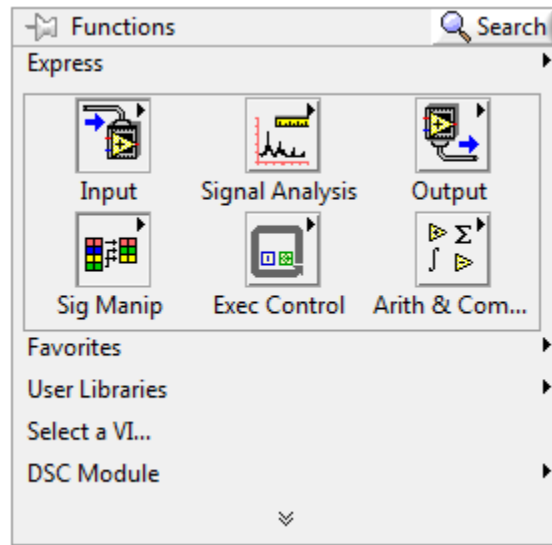 Functions Search
Express
Input Signal Analysis Output
Sig Manip Exec Control Arith & Com...
Favorites
User Libraries
Select a VI...
DSC Module